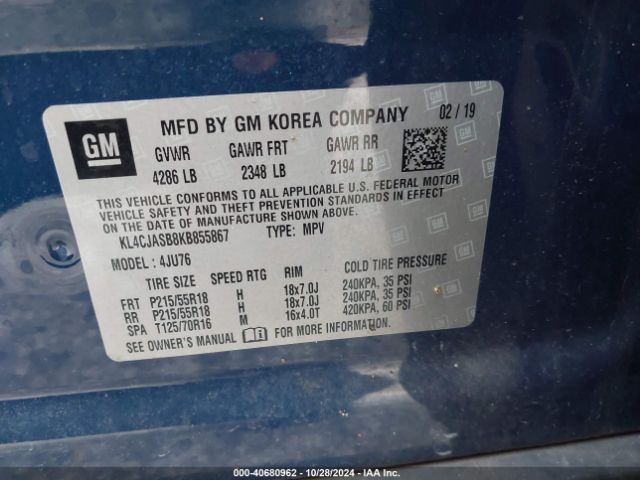 GM
MFD BY GM KOREA COMPANY 02 / 19
GVWR GAWR FRT GAWR RR
4286 LB 2348 LB 2194 LB
THIS VEHICLE CONFORMS TO ALL APPLICABLE U.S. FEDERAL MOTOR
VEHICLE SAFETY AND THEFT PREVENTION STANDARDS IN EFFECT
ON THE DATE OF MANUFACTURE SHOWN ABOVE.
KL4CJASB8KB855867 TYPE: MPV
MODEL : 4JU76
TIRE SIZE SPEED RTG RIM COLD TIRE PRESSURE
FRT P215/55R18 H 18x7.0J 240KPA, 35 PSI
RR P215/55R18 H 18x7.0J 240KPA, 35 PSI
SPA T125/70R16 M 16x4.0T 420KPA, 60 PSI
SEE OWNER'S MANUAL FOR MORE INFORMATION.
000-40680962 • 10/28/2024 • IAA Inc.